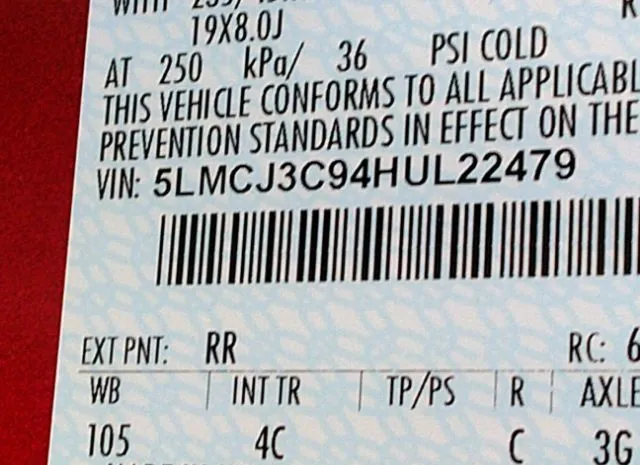 19X8.0J
AT 250 kPa/ 36 PSI COLD
THIS VEHICLE CONFORMS TO ALL
PREVENTION STANDARDS IN EFFECT ON THE
VIN: 5LMCJ3C94HUL22479
EXT PNT: RR RC: 6
WB INT TR TP/PS R AXLE
105 4C C 3G